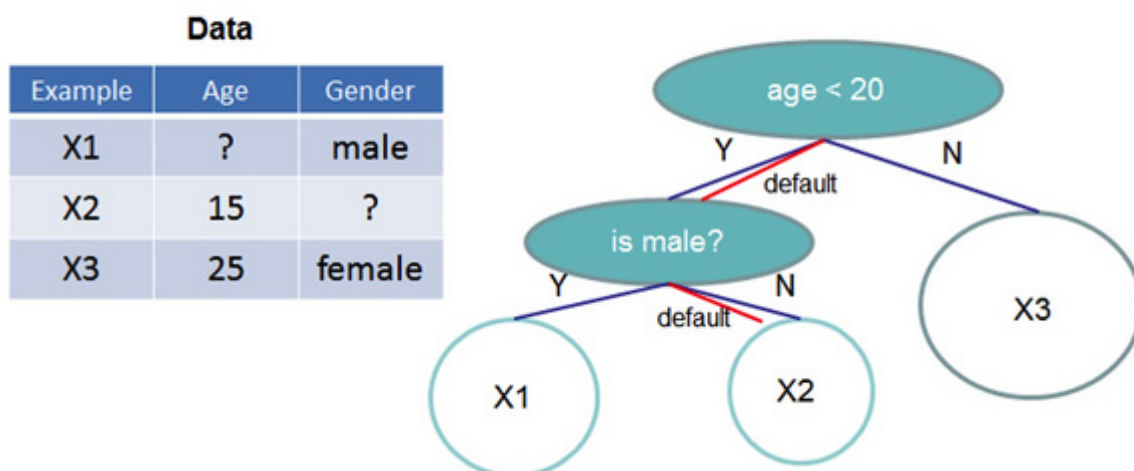 Data
Example Age Gender
X1 ? male
X2 15 ?
X3 25 female
age < 20
Y N
default
is male?
Y N
default
X1 X2 X3